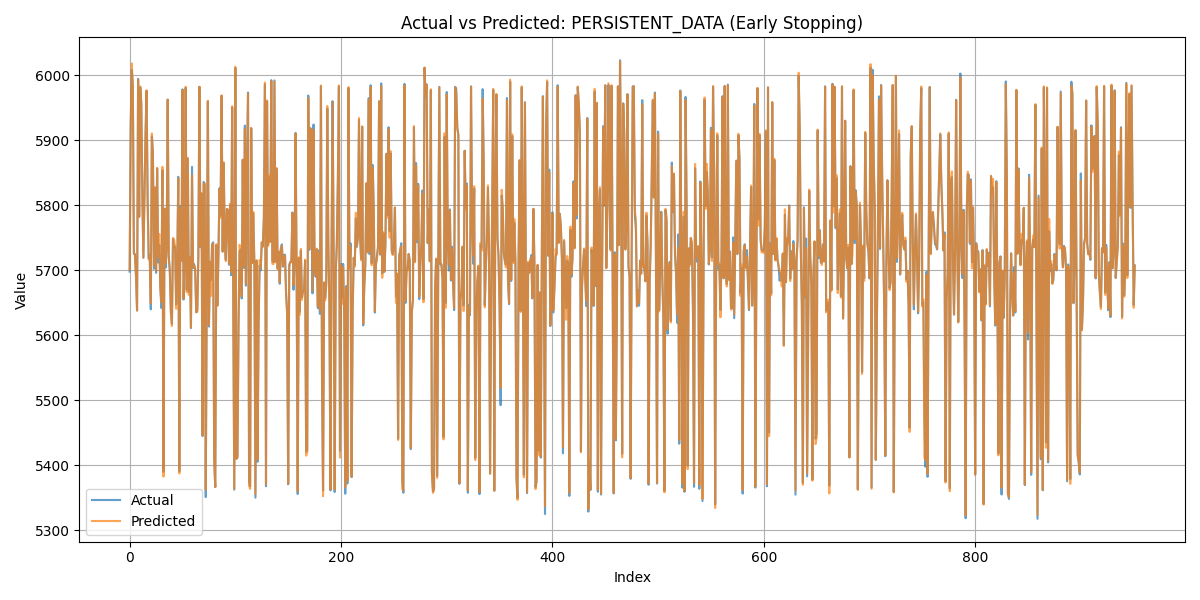 Actual vs Predicted: PERSISTENT_DATA (Early Stopping)
Value
6000
5900
5800
5700
5600
5500
5400
5300
Actual
Predicted
0 200 400 600 800
Index